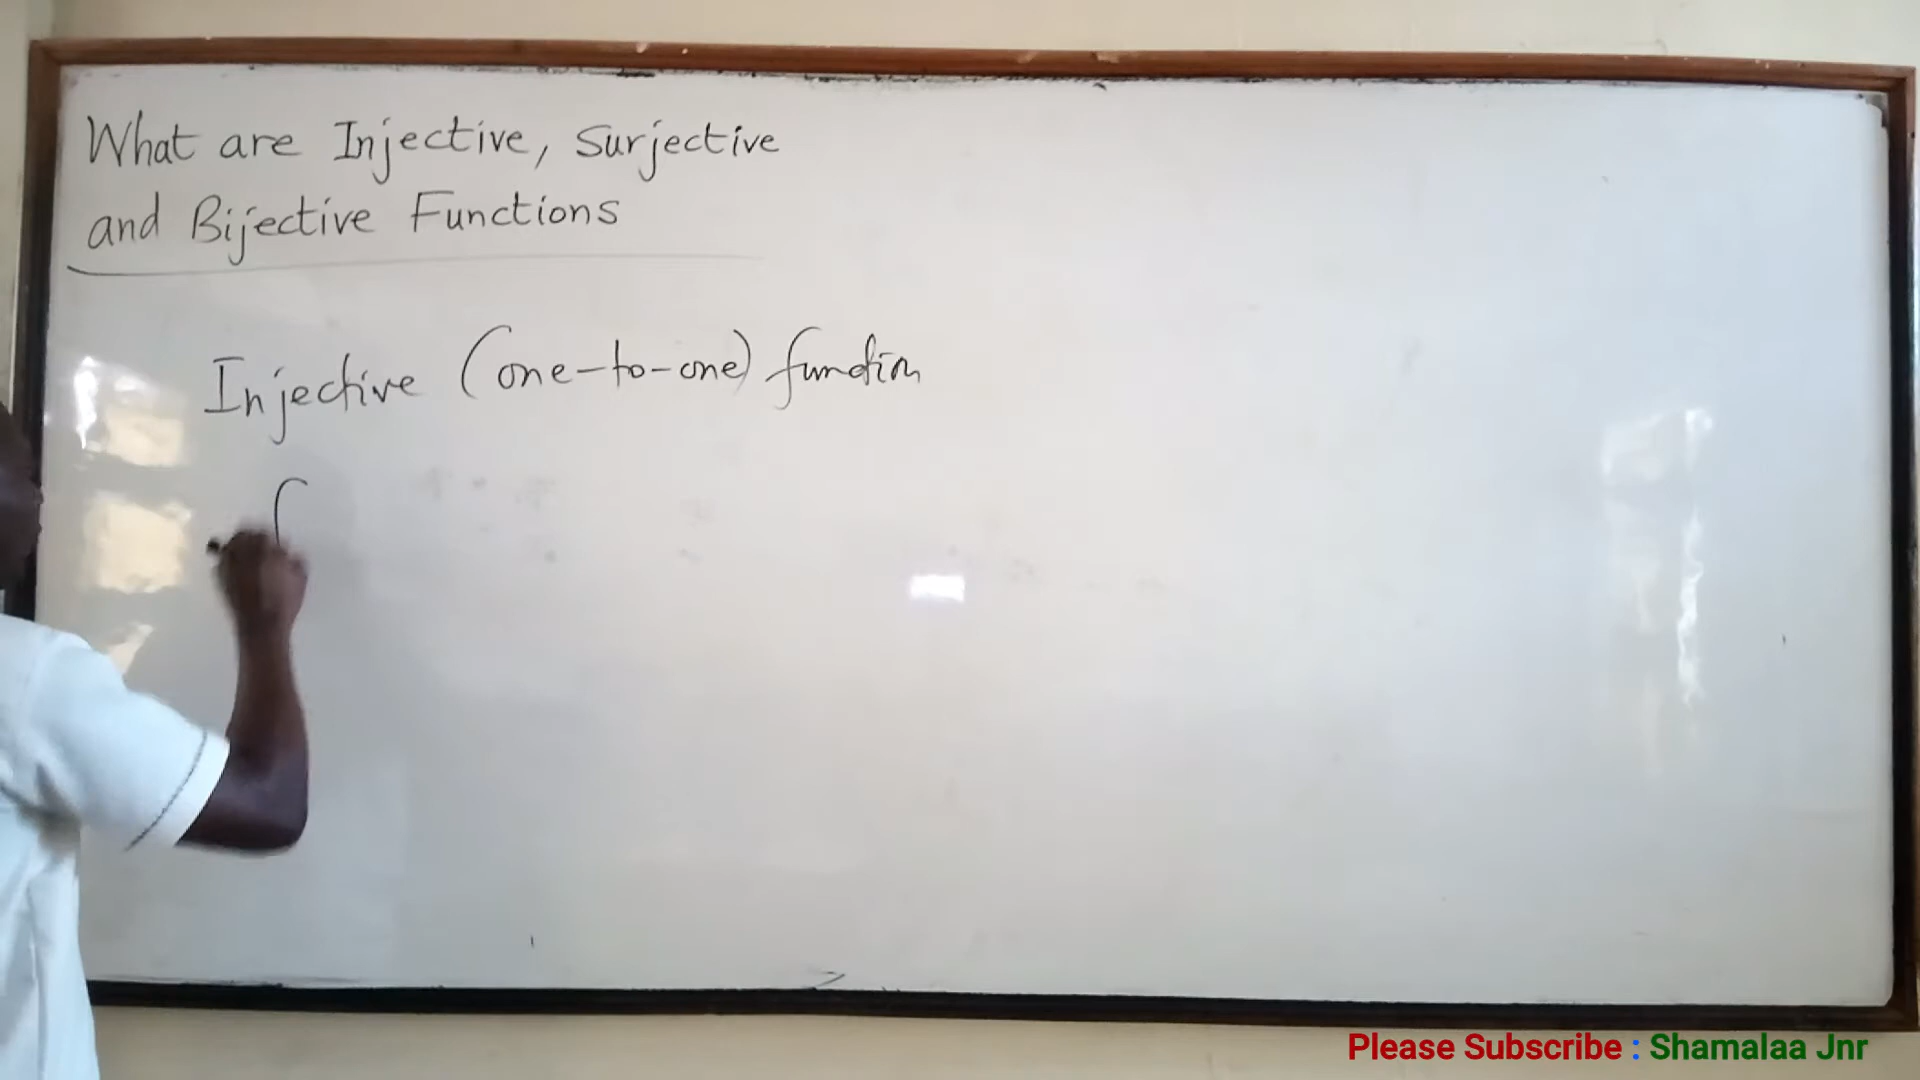 What are Injective, Surjective
and Bijective Functions
Injective (one-to-one) function
f
Please Subscribe : Shamalaa Jnr